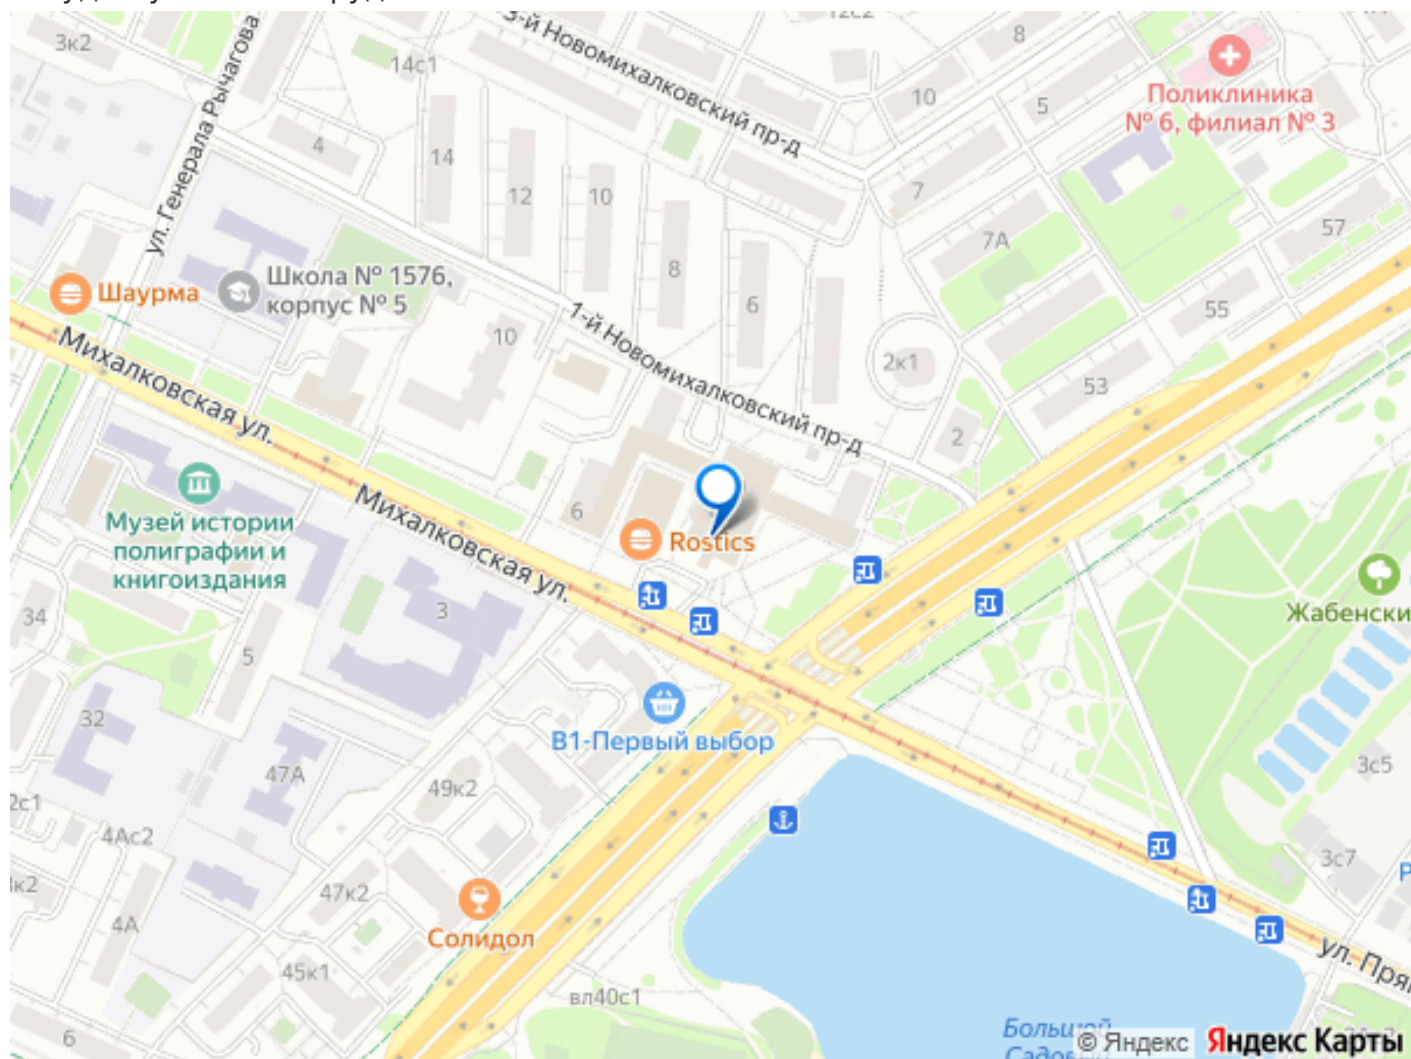 3к2
ул. Генерала Рычагова
14с1
3-й Новомихалковский пр-д
12с2
8
10
5
Поликлиника
№ 6, филиал № 3
4
14
12
10
7
7А
57
8
6
55
Школа № 1576,
корпус № 5
Шаурма
10
1-й Новомихалковский пр-д
2к1
53
2
Михалковская ул.
Михалковская ул.
Музей истории
полиграфии и
книгоиздания
6
Rostics
34
3
5
Жабенски
32
В1-Первый выбор
47А
49к2
3с5
2с1
4Ас2
3с7
Р
к2
47к2
4А
Солидол
ул. Пря
45к1
вл40с1
6
Большой
Садовый
© Яндекс
Яндекс Карты